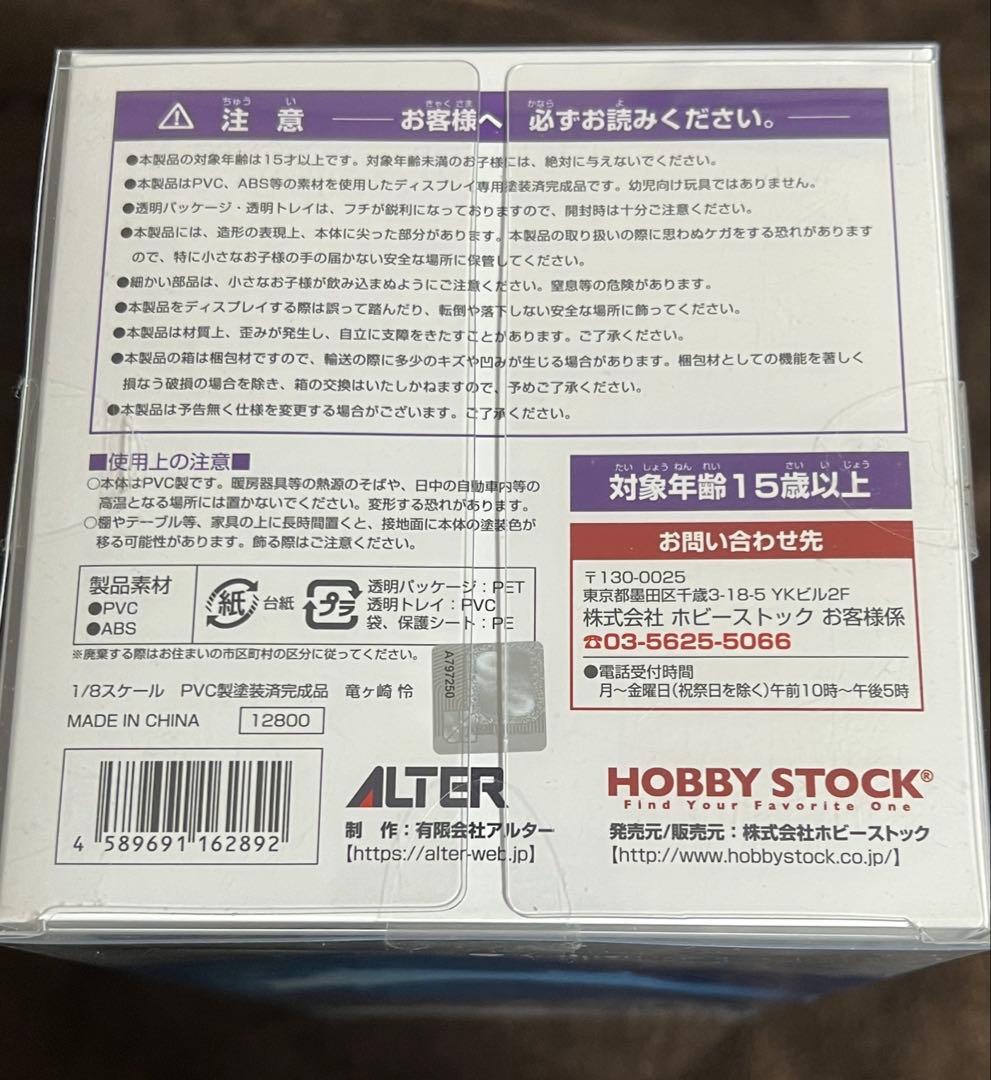 ちゅう い きゃく さま かなら よ
注 意 お客様へ 必ずお読みください。
●本製品の対象年齢は15才以上です。対象年齢未満のお子様には、絶対に与えないでください。
●本製品はPVC、ABS等の素材を使用したディスプレイ専用塗装済完成品です。幼児向け玩具ではありません。
●透明パッケージ・透明トレイは、フチが鋭利になっておりますので、開封時は十分ご注意ください。
●本製品には、造形の表現上、本体に尖った部分があります。本製品の取り扱いの際に思わぬケガをする恐れがあります
ので、特に小さなお子様の手の届かない安全な場所に保管してください。
●細かい部品は、小さなお子様が飲み込まぬようにご注意ください。窒息等の危険があります。
●本製品をディスプレイする際は誤って踏んだり、転倒や落下しない安全な場所に飾ってください。
●本製品は材質上、歪みが発生し、自立に支障をきたすことがあります。ご了承ください。
●本製品の箱は梱包材ですので、輸送の際に多少のキズや凹みが生じる場合があります。梱包材としての機能を著しく
損なう破損の場合を除き、箱の交換はいたしかねますので、予めご了承ください。
●本製品は予告無く仕様を変更する場合がございます。ご了承ください。
■使用上の注意■
○本体はPVC製です。暖房器具等の熱源のそばや、日中の自動車内等の
高温となる場所には置かないでください。変形する恐れがあります。
○棚やテーブル等、家具の上に長時間置くと、接地面に本体の塗装色が
移る可能性があります。飾る際はご注意ください。
たい しょう ねん れい さい い じょう
対象年齢15歳以上
お問い合わせ先
〒130-0025
東京都墨田区千歳3-18-5 YKビル2F
株式会社 ホビーストック お客様係
☎03-5625-5066
●電話受付時間
月〜金曜日(祝祭日を除く)午前10時〜午後5時
製品素材
●PVC
●ABS
紙 台紙
プラ
透明パッケージ：PET
透明トレイ：PVC
袋、保護シート：PE
※廃棄する際はお住まいの市区町村の区分に従ってください。
A797250
1/8スケール PVC製塗装済完成品 竜ヶ崎 怜
MADE IN CHINA 12800
4 589691 162892
ALTER
制 作：有限会社アルター
【https://alter-web.jp】
HOBBY STOCK®
Find Your Favorite One
発売元/販売元：株式会社ホビーストック
【http://www.hobbystock.co.jp/】